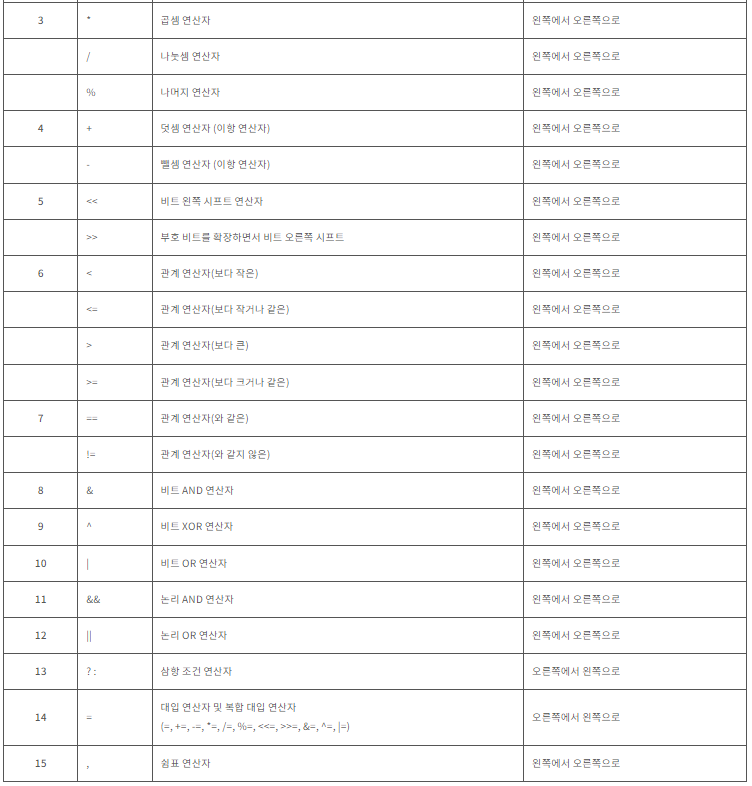 3 * 곱셈 연산자 왼쪽에서 오른쪽으로
/ 나눗셈 연산자 왼쪽에서 오른쪽으로
% 나머지 연산자 왼쪽에서 오른쪽으로
4 + 덧셈 연산자 (이항 연산자) 왼쪽에서 오른쪽으로
- 뺄셈 연산자 (이항 연산자) 왼쪽에서 오른쪽으로
5 << 비트 왼쪽 시프트 연산자 왼쪽에서 오른쪽으로
>> 부호 비트를 확장하면서 비트 오른쪽 시프트 왼쪽에서 오른쪽으로
6 < 관계 연산자(보다 작은) 왼쪽에서 오른쪽으로
<= 관계 연산자(보다 작거나 같은) 왼쪽에서 오른쪽으로
> 관계 연산자(보다 큰) 왼쪽에서 오른쪽으로
>= 관계 연산자(보다 크거나 같은) 왼쪽에서 오른쪽으로
7 == 관계 연산자(와 같은) 왼쪽에서 오른쪽으로
!= 관계 연산자(와 같지 않은) 왼쪽에서 오른쪽으로
8 & 비트 AND 연산자 왼쪽에서 오른쪽으로
9 ^ 비트 XOR 연산자 왼쪽에서 오른쪽으로
10 | 비트 OR 연산자 왼쪽에서 오른쪽으로
11 && 논리 AND 연산자 왼쪽에서 오른쪽으로
12 || 논리 OR 연산자 왼쪽에서 오른쪽으로
13 ? : 삼항 조건 연산자 오른쪽에서 왼쪽으로
14 = 대입 연산자 및 복합 대입 연산자 오른쪽에서 왼쪽으로
(=, +=, -=, *=, /=, %=, <<=, >>=, &=, ^=, |=)
15 , 쉼표 연산자 왼쪽에서 오른쪽으로